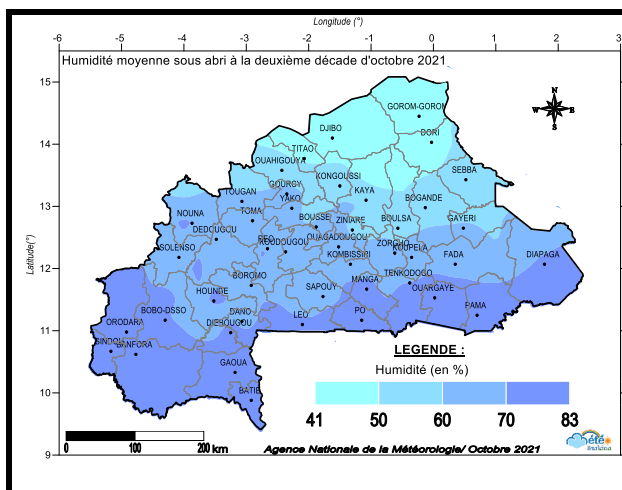 Longitude (°)
-6 -5 -4 -3 -2 -1 0 1 2 3
Humidité moyenne sous abri à la deuxième décade d'octobre 2021
15
GOROM-GORON
N
W E
S
DJIBO
14
DORI
TITAO
OUAHIGOUYA
KONGOUSSI
SEBBA
GOURGY
KAYA
TOUGAN
YAKO
BOGANDE
13
NOUNA
TOMA
BOUSSE
ZINIARE
BOULSA
GAYERI
DEDOUGOU
OUAGADOUGOU
ZORGHO
SOLENSO
KOUDOUGOU
KOMBISSIRI
KOUPELA
FADA
DIAPAGA
Latitude(°)
12
TENKODOGO
BOROMO
SAPOUY
MANGA
OUARGAYE
HOUNDE
PAMA
BOBO-DSSO
DANO
LEO
PO
ORODARA
DIEBOUGOU
11
SINDOU
BANFORA
LEGENDE :
GAOUA
Humidité (en %)
10
BATIE
41 50 60 70 83
0 100 200 km
Agence Nationale de la Météorologie/ Octobre 2021
météo
Burkina
9